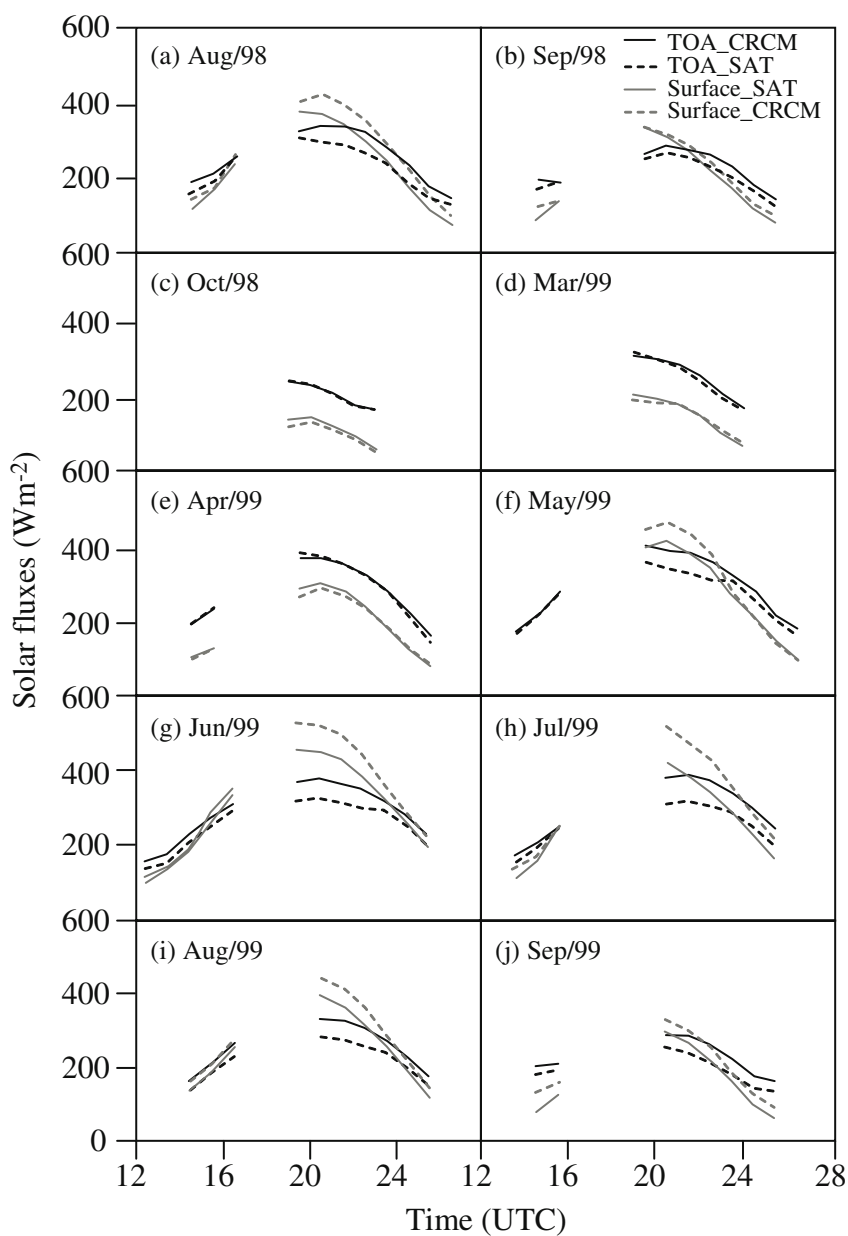 600
(a) Aug/98
(b) Sep/98
TOA_CRCM
TOA_SAT
Surface_SAT
Surface_CRCM
400
200
600
(c) Oct/98
(d) Mar/99
400
200
600
(e) Apr/99
(f) May/99
400
200
600
(g) Jun/99
(h) Jul/99
400
200
600
(i) Aug/99
(j) Sep/99
400
200
0
12 16 20 24 12 16 20 24 28
Time (UTC)
Solar fluxes (Wm-2)